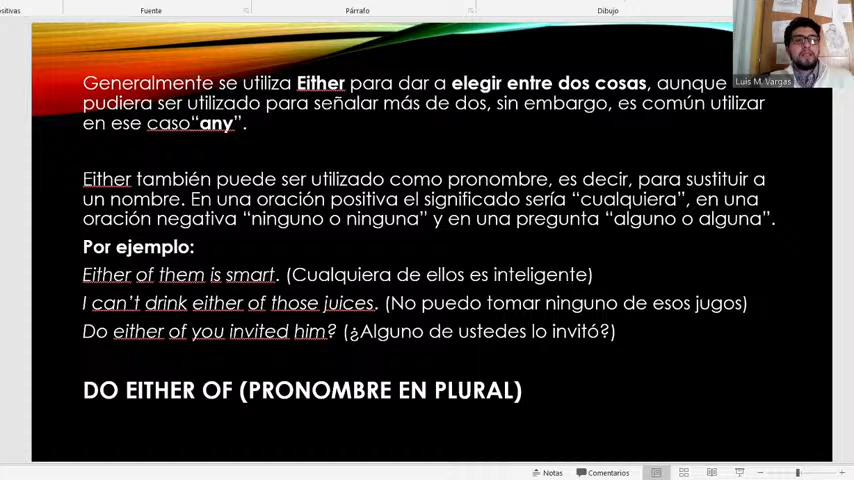 ositivas
Fuente
Párrafo
Dibujo
Luis M. Vargas
Generalmente se utiliza Either para dar a elegir entre dos cosas, aunque
pudiera ser utilizado para señalar más de dos, sin embargo, es común utilizar
en ese caso“any”.
Either también puede ser utilizado como pronombre, es decir, para sustituir a
un nombre. En una oración positiva el significado sería “cualquiera”, en una
oración negativa “ninguno o ninguna” y en una pregunta “alguno o alguna”.
Por ejemplo:
Either of them is smart. (Cualquiera de ellos es inteligente)
I can’t drink either of those juices. (No puedo tomar ninguno de esos jugos)
Do either of you invited him? (¿Alguno de ustedes lo invitó?)
DO EITHER OF (PRONOMBRE EN PLURAL)
Notas
Comentarios